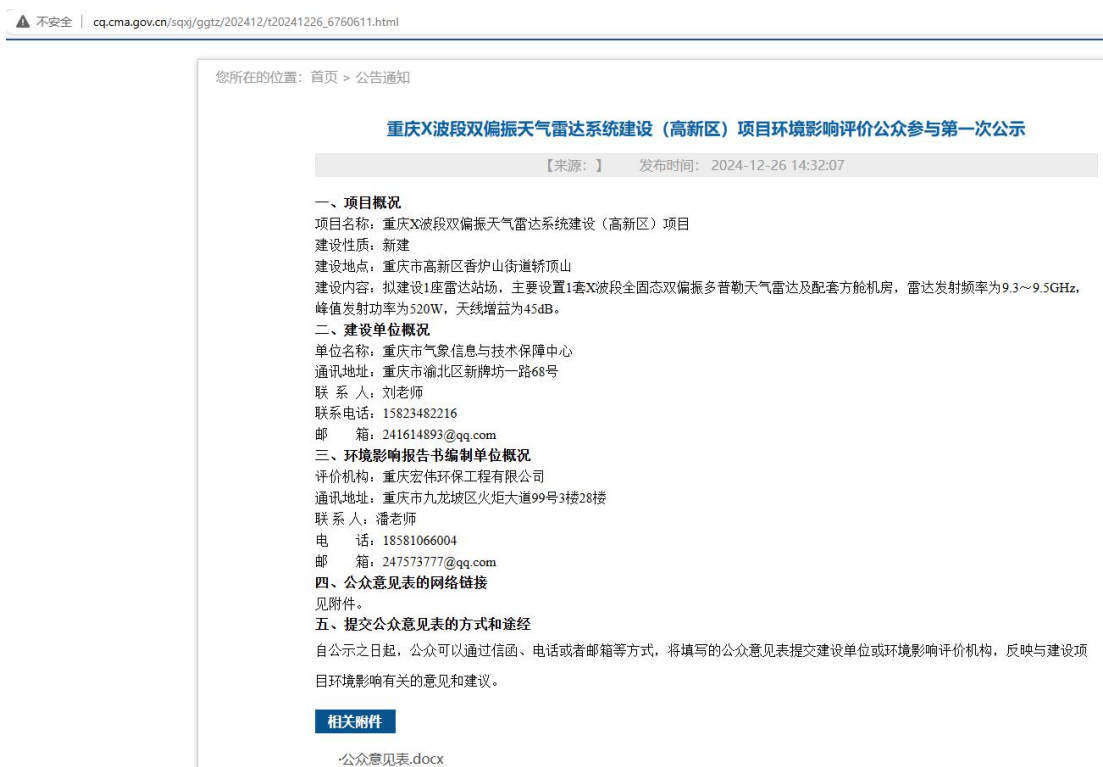 不安全 | cq.cma.gov.cn/sqxj/ggtz/202412/t20241226_6760611.html
您所在的位置：首页 > 公告通知
重庆X波段双偏振天气雷达系统建设（高新区）项目环境影响评价公众参与第一次公示
【来源：】 发布时间： 2024-12-26 14:32:07
一、项目概况
项目名称：重庆X波段双偏振天气雷达系统建设（高新区）项目
建设性质：新建
建设地点：重庆市高新区香炉山街道轿顶山
建设内容：拟建设1座雷达站场，主要设置1套X波段全固态双偏振多普勒天气雷达及配套方舱机房，雷达发射频率为9.3～9.5GHz，
峰值发射功率为520W，天线增益为45dB。
二、建设单位概况
单位名称：重庆市气象信息与技术保障中心
通讯地址：重庆市渝北区新牌坊一路68号
联 系 人：刘老师
联系电话：15823482216
邮 箱：241614893@qq.com
三、环境影响报告书编制单位概况
评价机构：重庆宏伟环保工程有限公司
通讯地址：重庆市九龙坡区火炬大道99号3楼28楼
联 系 人：潘老师
电 话：18581066004
邮 箱：247573777@qq.com
四、公众意见表的网络链接
见附件。
五、提交公众意见表的方式和途经
自公示之日起，公众可以通过信函、电话或者邮箱等方式，将填写的公众意见表提交建设单位或环境影响评价机构，反映与建设项
目环境影响有关的意见和建议。
相关附件
·公众意见表.docx